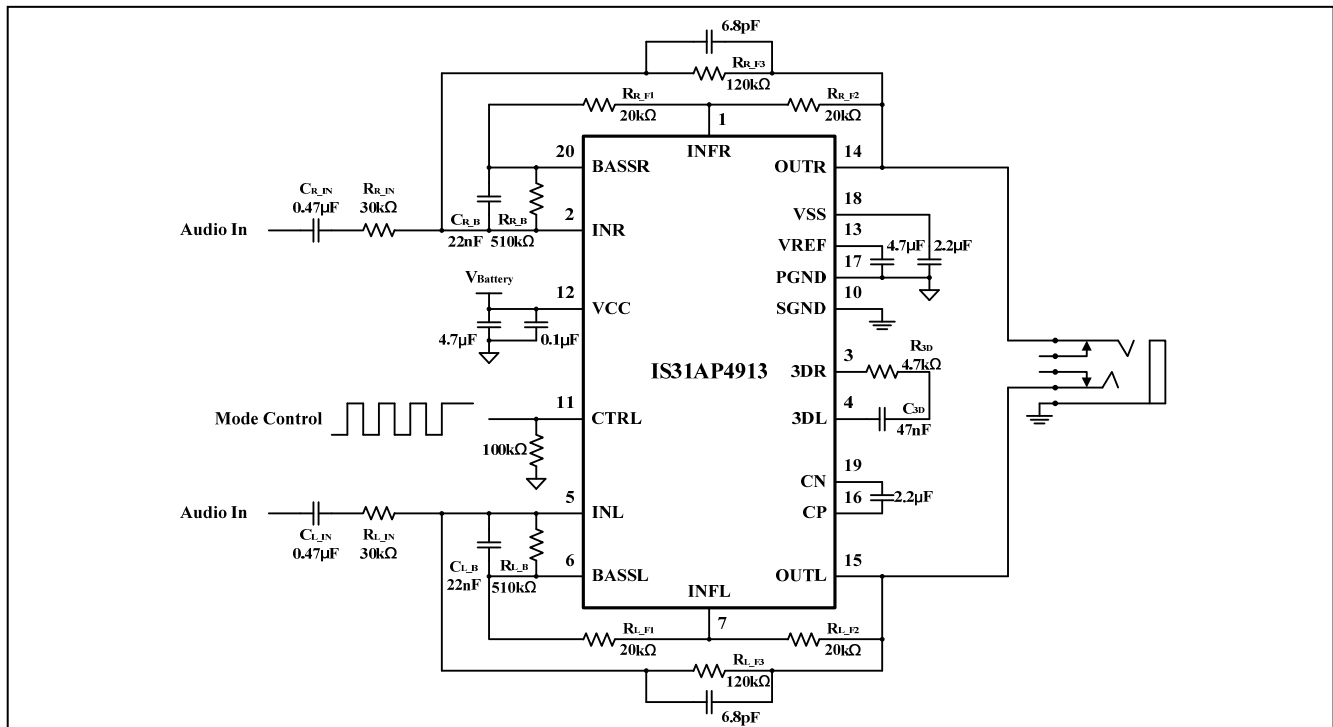 6.8pF
RR_F3
120kΩ
RR_F1
20kΩ
RR_F2
20kΩ
1
INFR
20
BASSR
14
OUTR
CR_IN
0.47µF
RR_IN
30kΩ
Audio In
CR_B
22nF
RR_B
510kΩ
2
INR
18
VSS
13
VREF
4.7µF
2.2µF
17
PGND
10
SGND
VBattery
12
VCC
4.7µF
0.1µF
IS31AP4913
3
3DR
R3D
4.7kΩ
4
3DL
C3D
47nF
Mode Control
11
CTRL
100kΩ
19
CN
16
CP
2.2µF
Audio In
CL_IN
0.47µF
RL_IN
30kΩ
5
INL
CL_B
22nF
RL_B
510kΩ
6
BASSL
15
OUTL
INFL
7
RL_F1
20kΩ
RL_F2
20kΩ
RL_F3
120kΩ
6.8pF